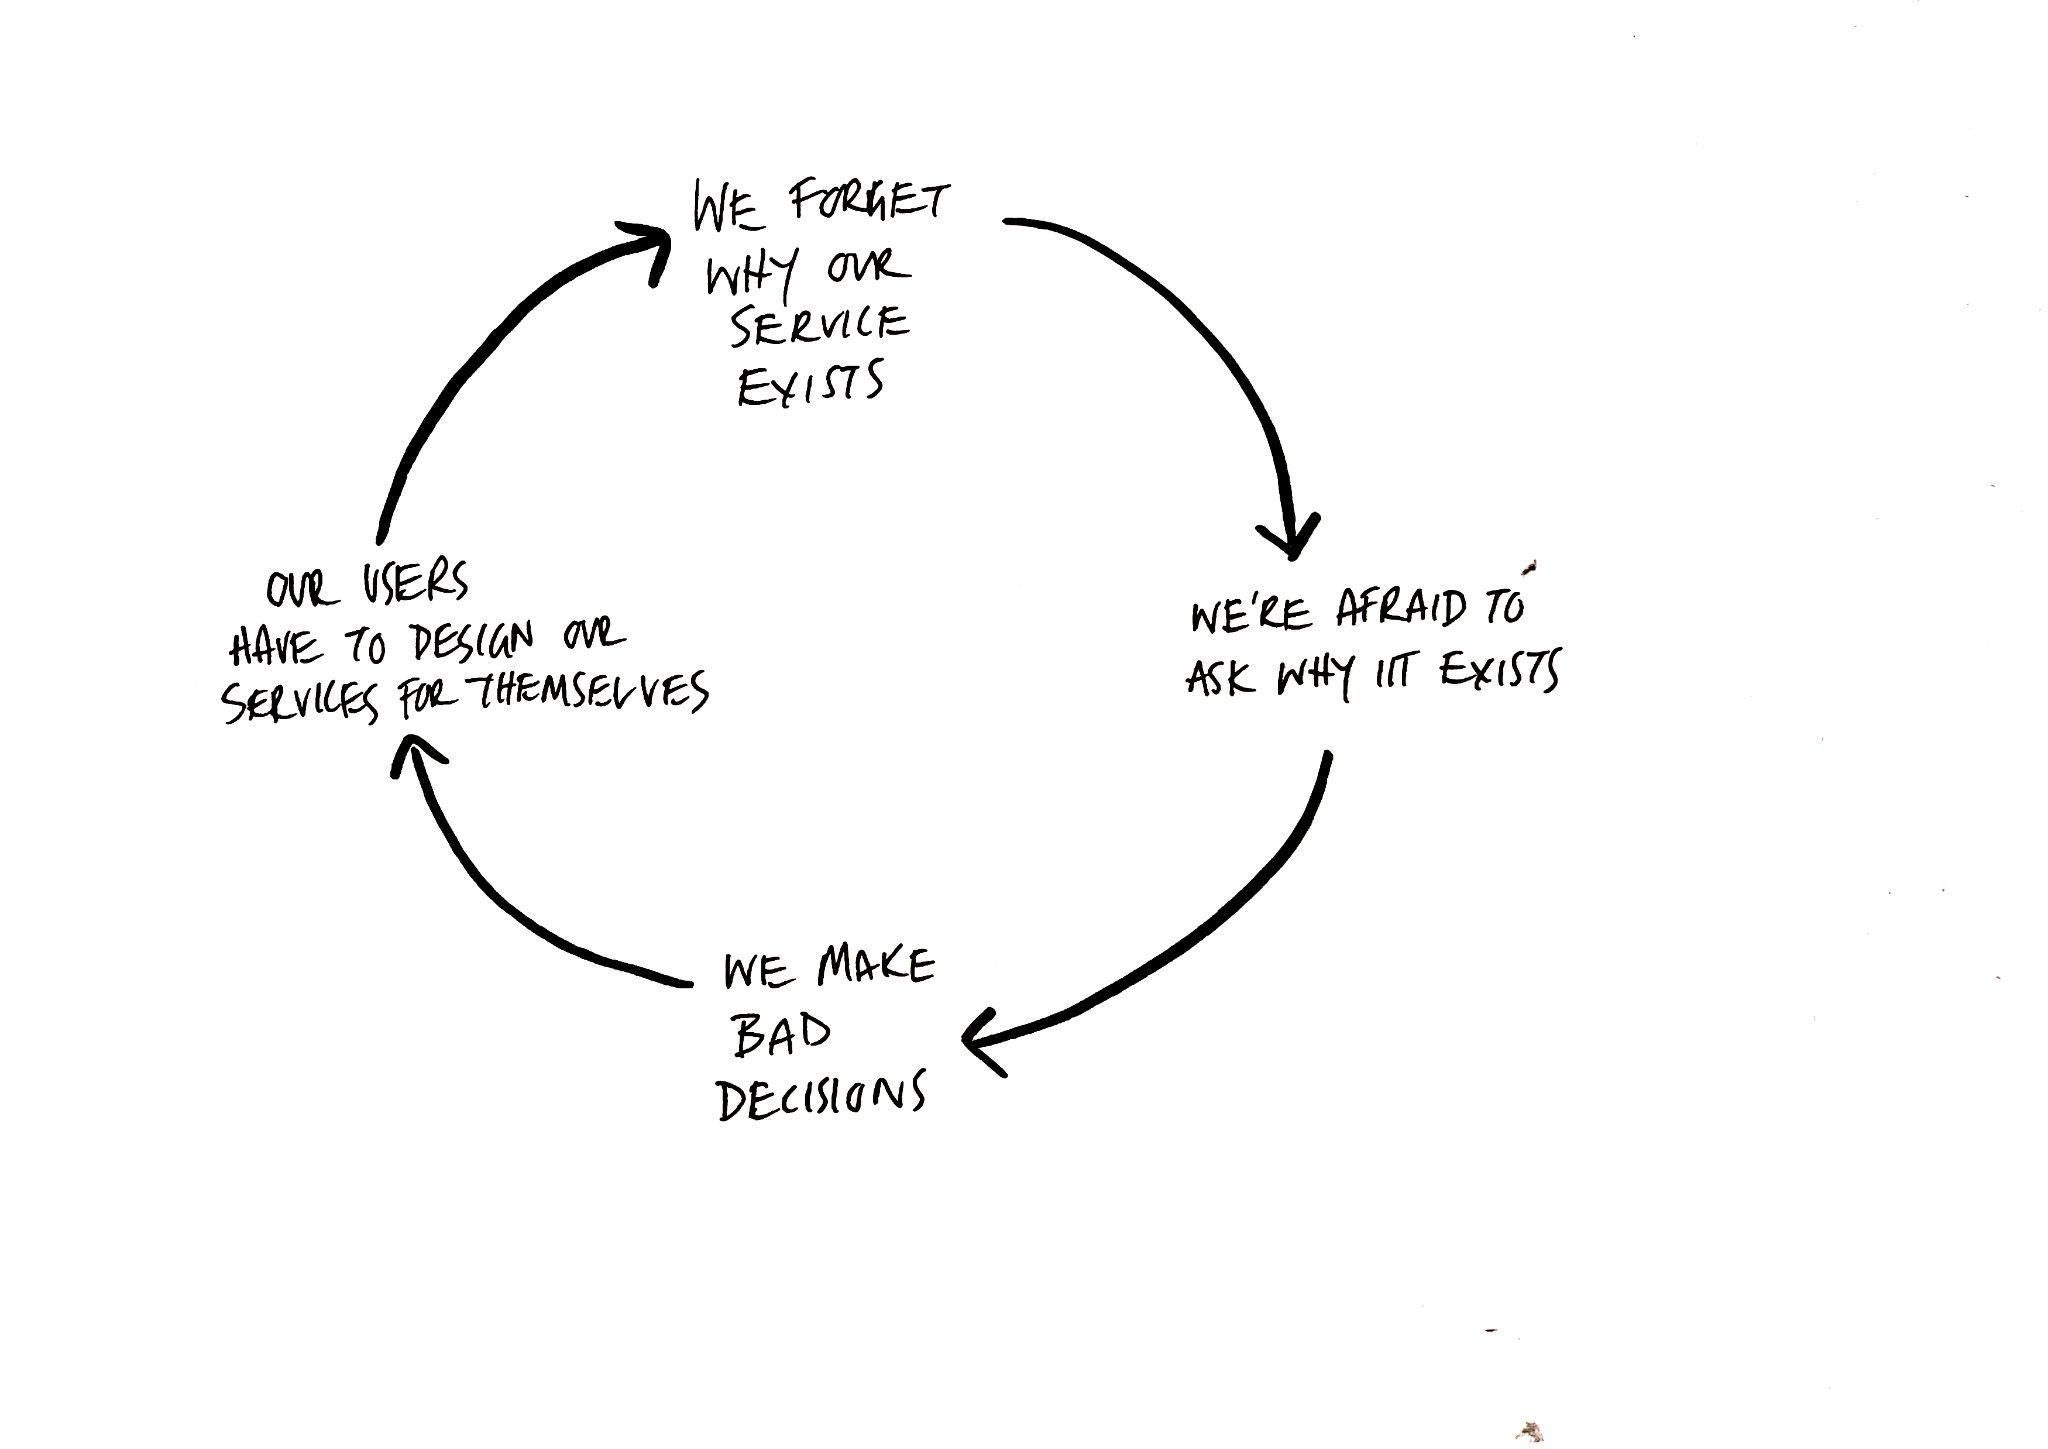 WE FORGET
WHY OUR
SERVICE
EXISTS
WE'RE AFRAID TO
ASK WHY IIT EXISTS
WE MAKE
BAD
DECISIONS
OUR USERS
HAVE TO DESIGN OUR
SERVICES FOR THEMSELVES